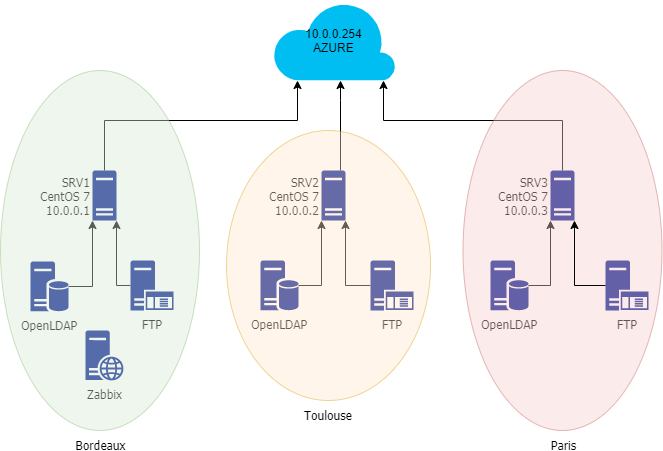 10.0.0.254
AZURE
SRV1
CentOS 7
10.0.0.1
SRV2
CentOS 7
10.0.0.2
SRV3
CentOS 7
10.0.0.3
OpenLDAP
FTP
OpenLDAP
FTP
OpenLDAP
FTP
Zabbix
Toulouse
Bordeaux
Paris